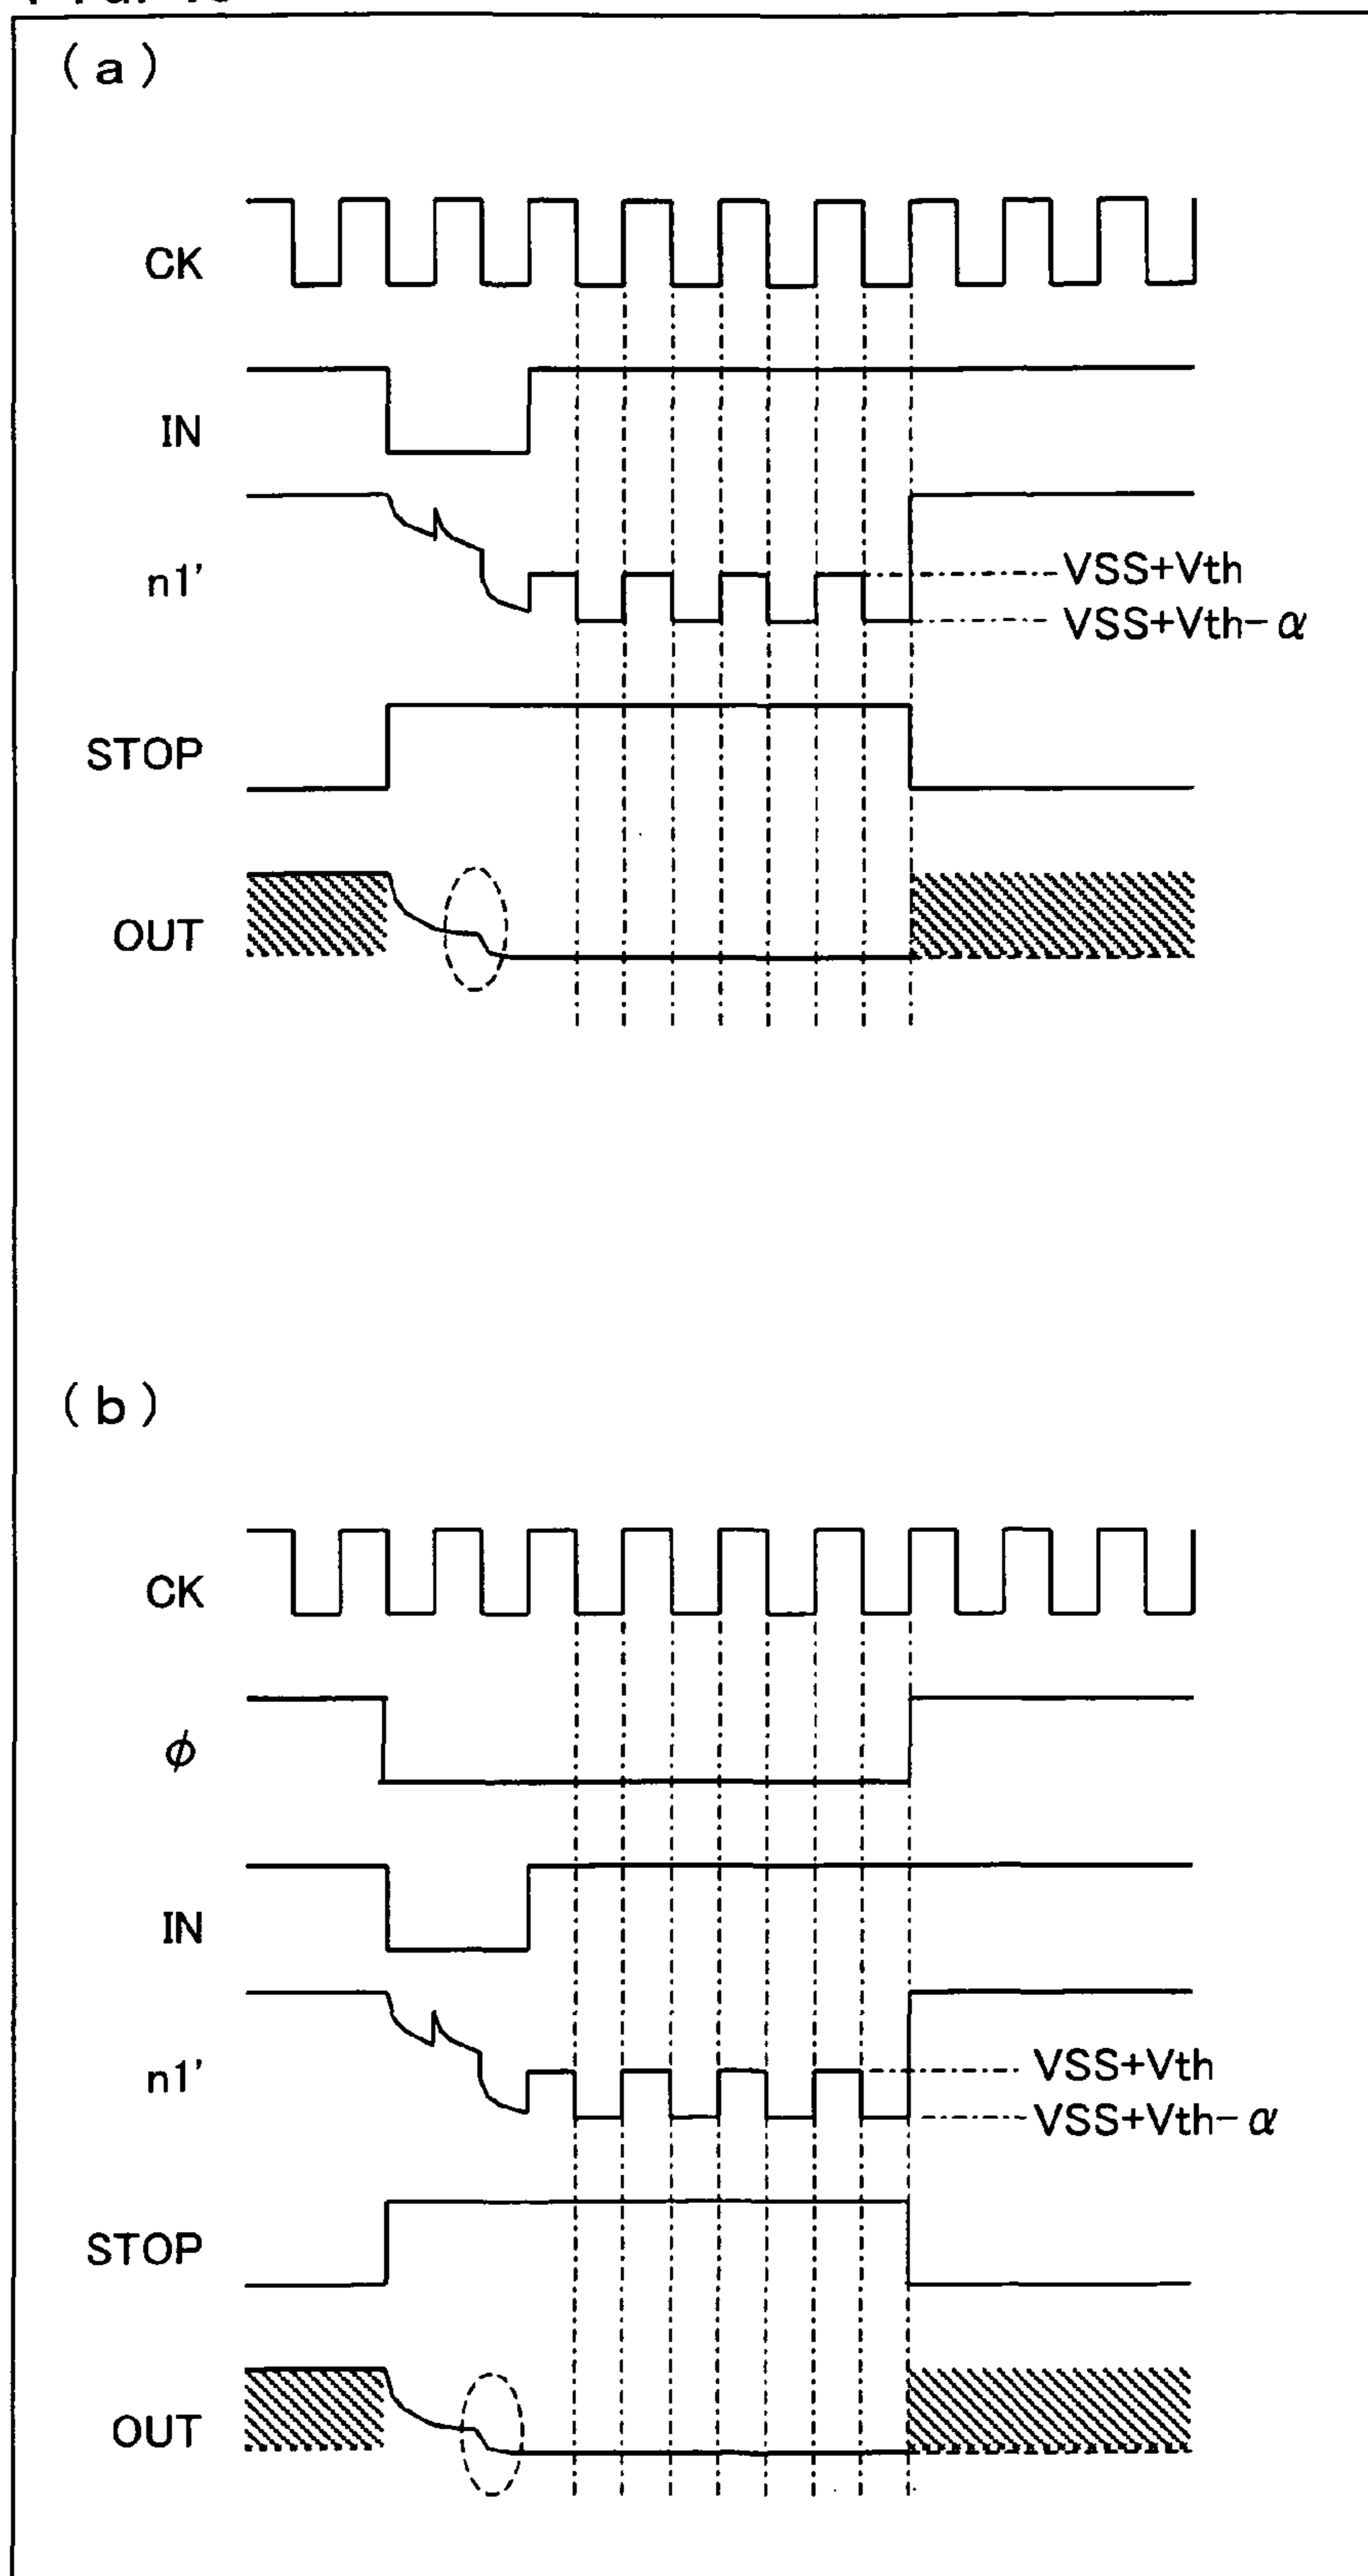 (a)
CK
IN
n1'
VSS+Vth
VSS+Vth-α
STOP
OUT
(b)
CK
ϕ
IN
n1'
VSS+Vth
VSS+Vth-α
STOP
OUT